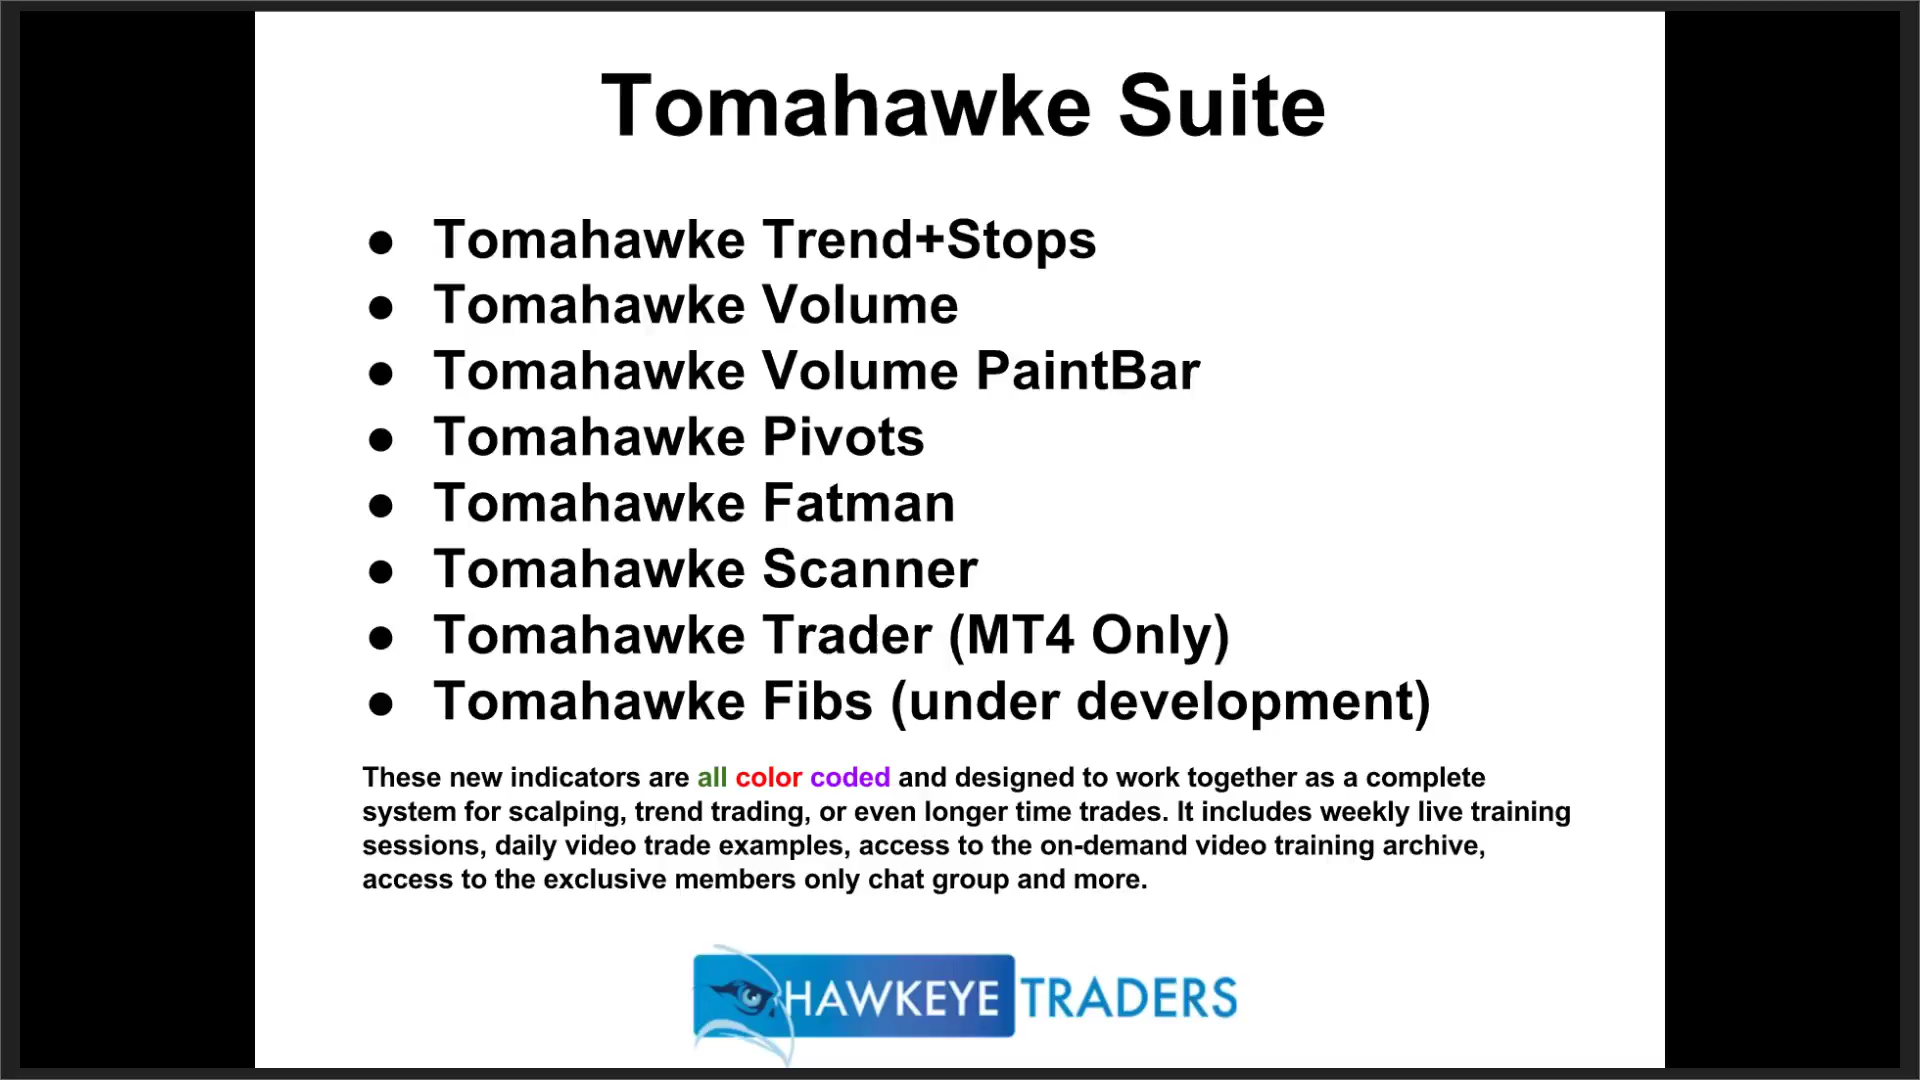 Tomahawke Suite
● Tomahawke Trend+Stops
● Tomahawke Volume
● Tomahawke Volume PaintBar
● Tomahawke Pivots
● Tomahawke Fatman
● Tomahawke Scanner
● Tomahawke Trader (MT4 Only)
● Tomahawke Fibs (under development)
These new indicators are all color coded and designed to work together as a complete
system for scalping, trend trading, or even longer time trades. It includes weekly live training
sessions, daily video trade examples, access to the on-demand video training archive,
access to the exclusive members only chat group and more.
HAWKEYE TRADERS